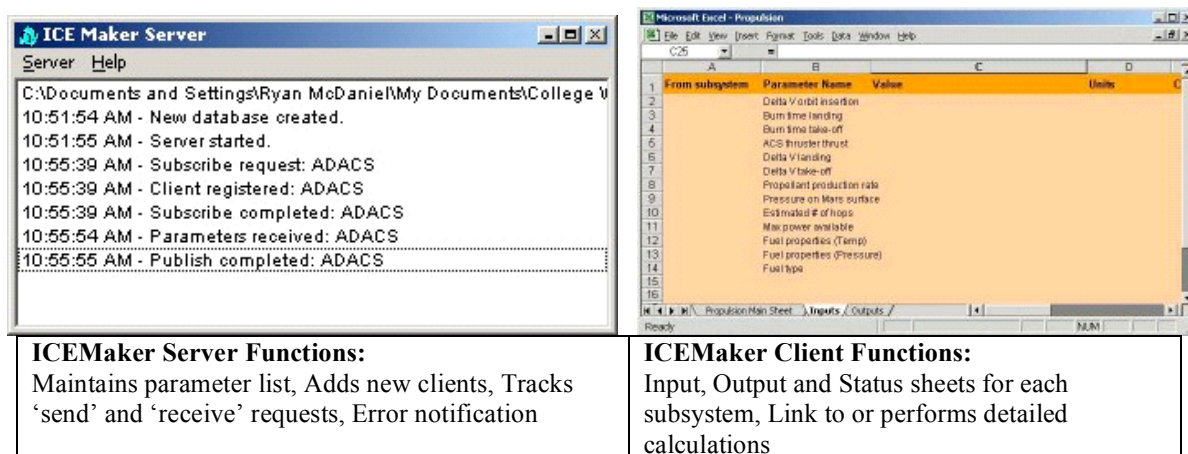 ICE Maker Server
Server Help
C:\Documents and Settings\Ryan McDaniel\My Documents\College
10:51:54 AM - New database created.
10:51:55 AM - Server started.
10:55:39 AM - Subscribe request: ADACS
10:55:39 AM - Client registered: ADACS
10:55:39 AM - Subscribe completed: ADACS
10:55:54 AM - Parameters received: ADACS
10:55:55 AM - Publish completed: ADACS
Microsoft Excel - Propulsion
File Edit View Insert Format Tools Data Window Help
C25 =
A B C D
1 From subsystem Parameter Name Value Units C
2 Delta V orbit insertion
3 Burn time landing
4 Burn time take-off
5 ACS thruster thrust
6 Delta V landing
7 Delta V take-off
8 Propellant production rate
9 Pressure on Mars surface
10 Estimated # of hops
11 Max power available
12 Fuel properties (Temp)
13 Fuel properties (Pressure)
14 Fuel type
15
16
Propulsion Main Sheet Inputs Outputs
Ready NUM
ICEMaker Server Functions:
Maintains parameter list, Adds new clients, Tracks
‘send’ and ‘receive’ requests, Error notification
ICEMaker Client Functions:
Input, Output and Status sheets for each
subsystem, Link to or performs detailed
calculations